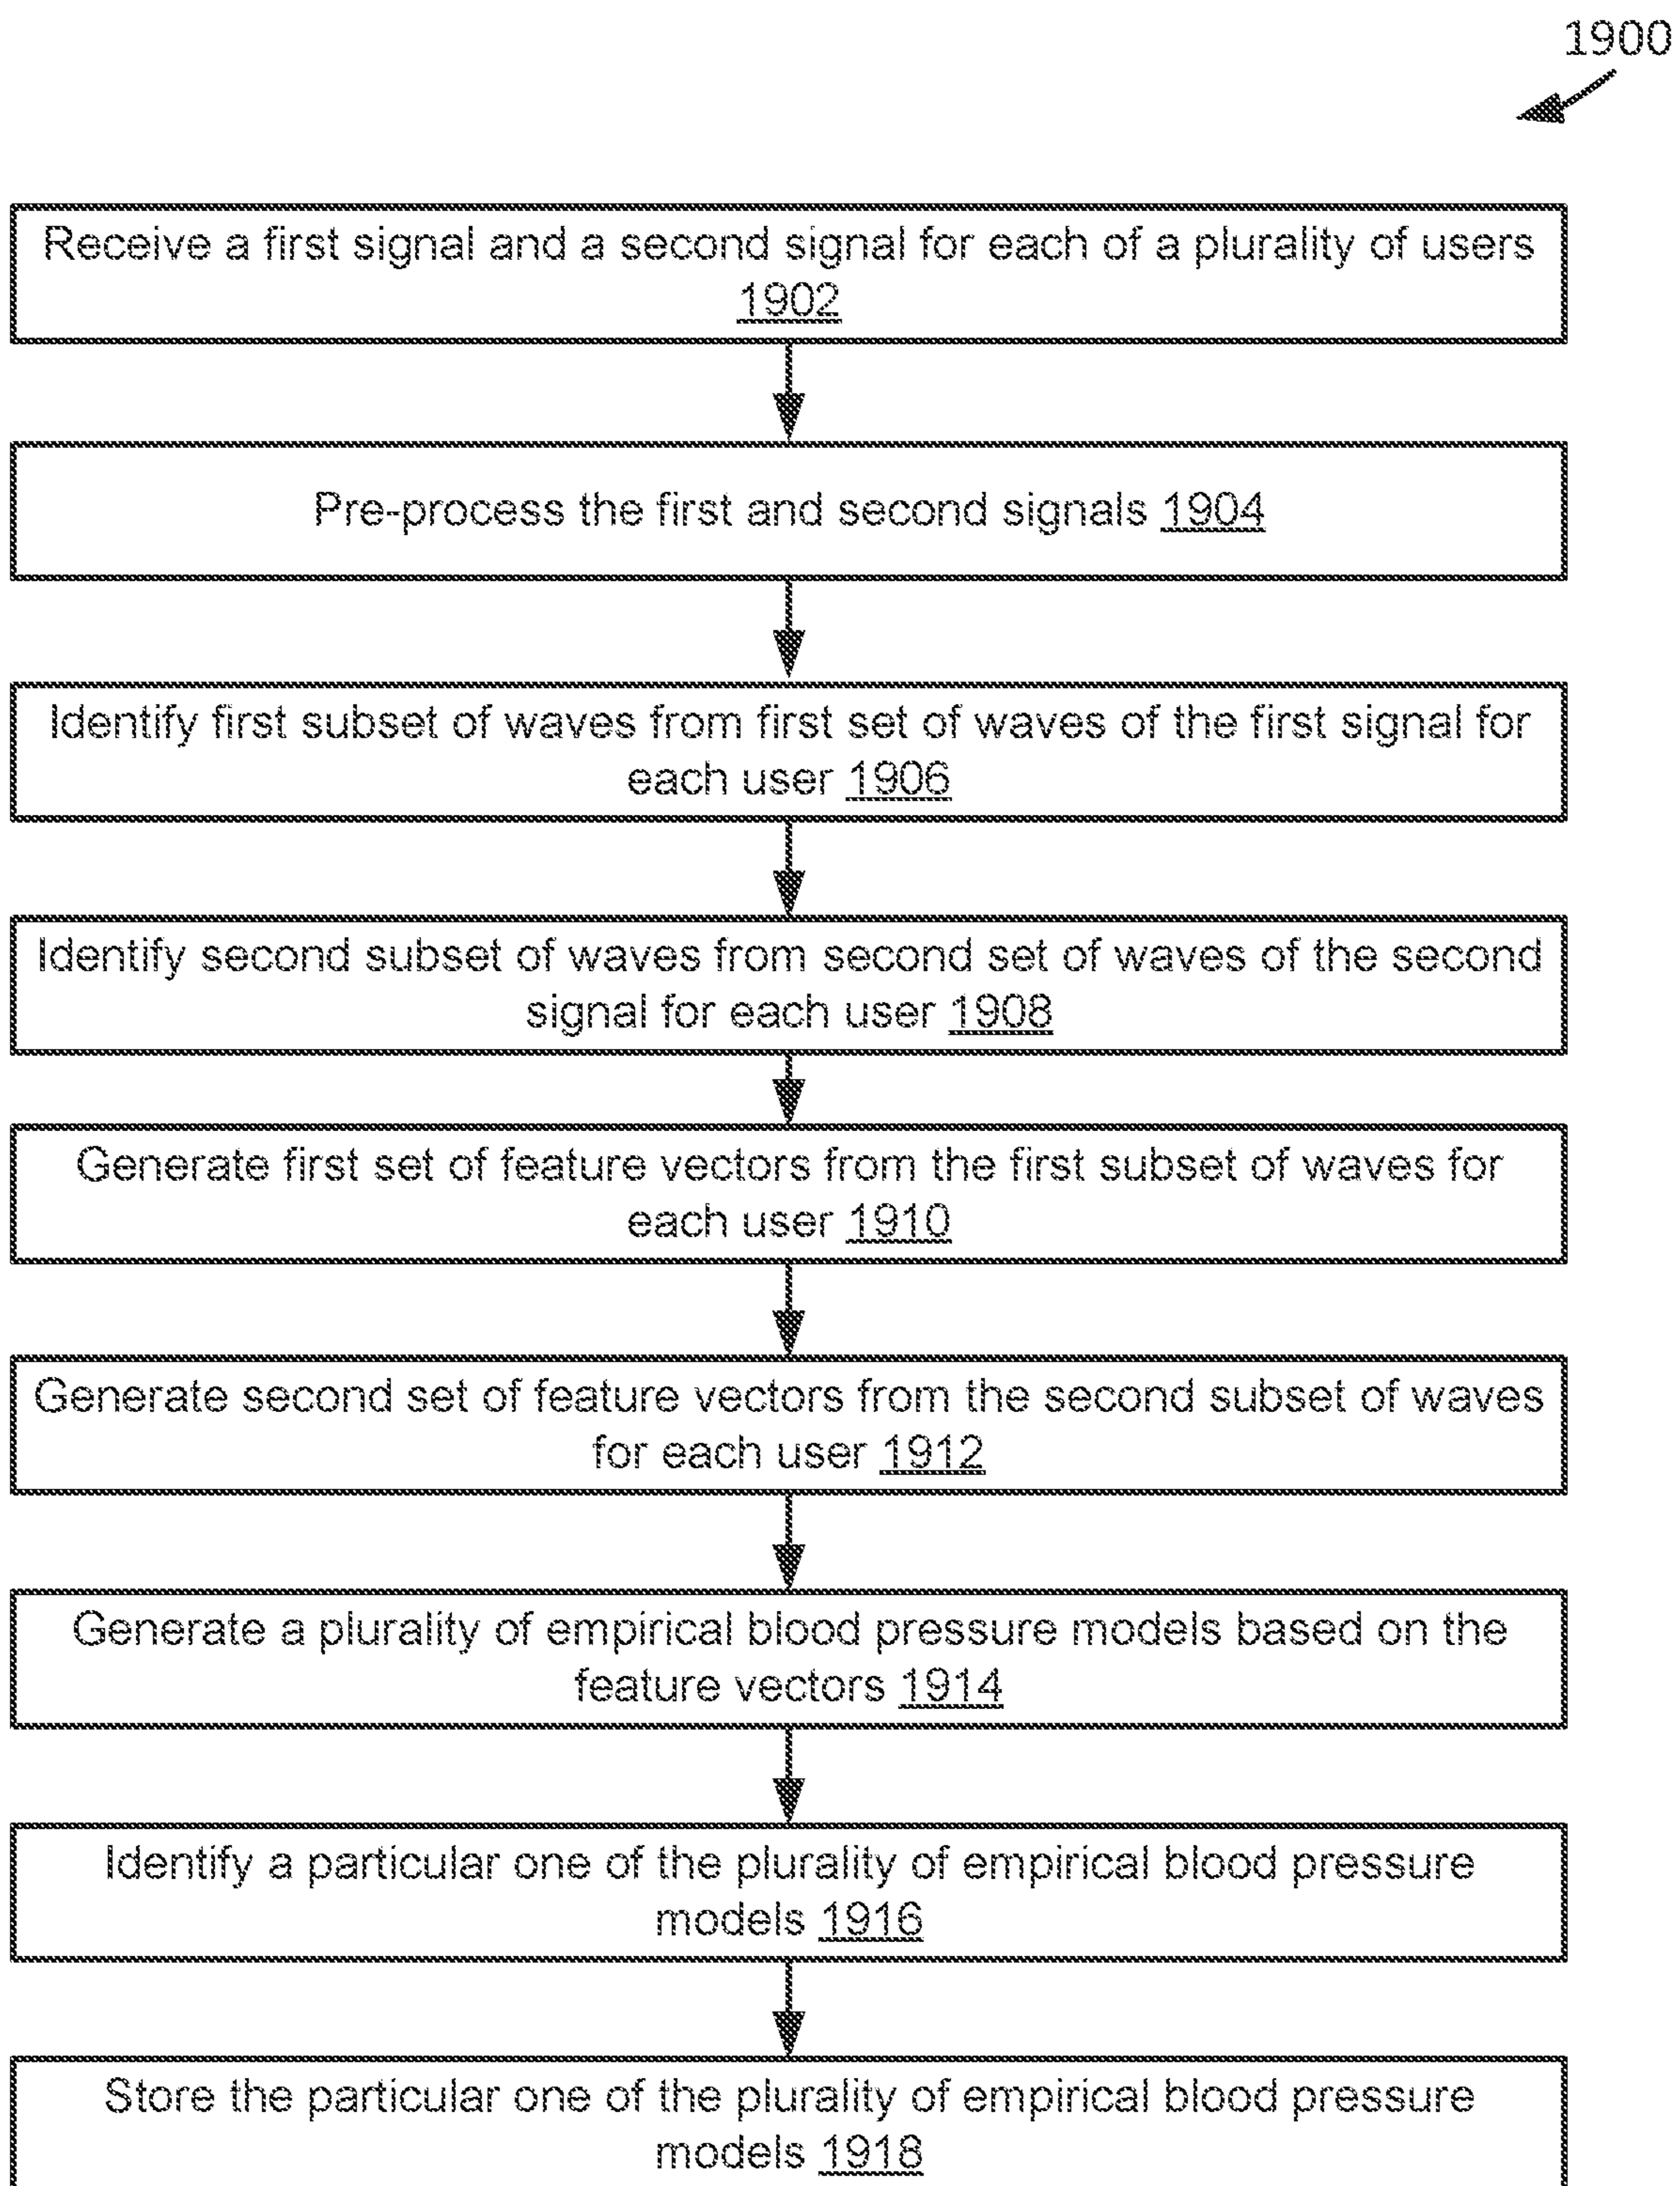 1900
Receive a first signal and a second signal for each of a plurality of users
1902
Pre-process the first and second signals 1904
Identify first subset of waves from first set of waves of the first signal for
each user 1906
Identify second subset of waves from second set of waves of the second
signal for each user 1908
Generate first set of feature vectors from the first subset of waves for
each user 1910
Generate second set of feature vectors from the second subset of waves
for each user 1912
Generate a plurality of empirical blood pressure models based on the
feature vectors 1914
Identify a particular one of the plurality of empirical blood pressure
models 1916
Store the particular one of the plurality of empirical blood pressure
models 1918